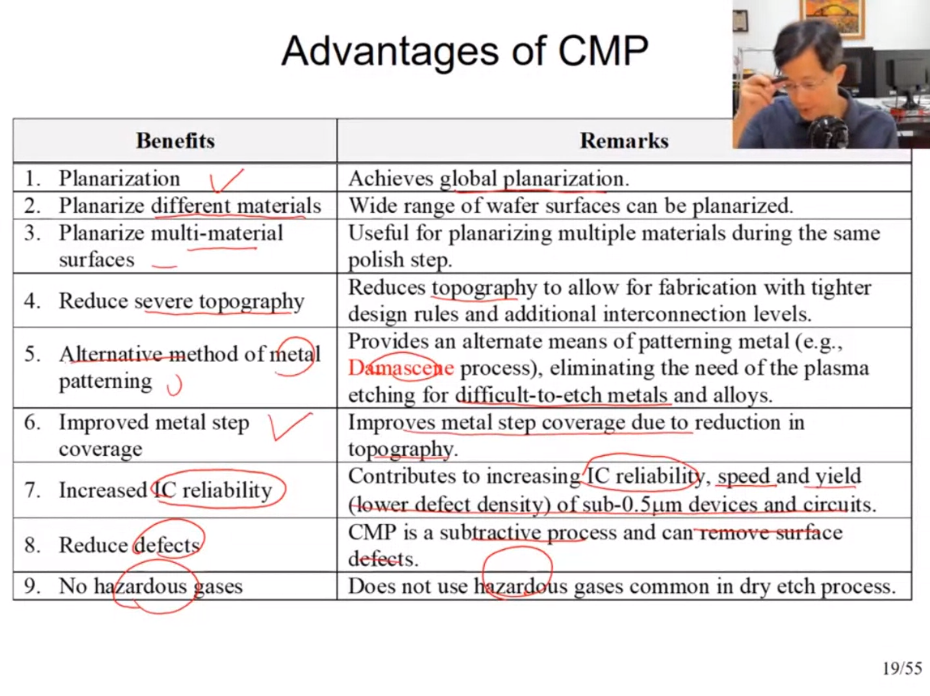 Advantages of CMP
Benefits
Remarks
1. Planarization
Achieves global planarization.
2. Planarize different materials
Wide range of wafer surfaces can be planarized.
3. Planarize multi-material
surfaces
Useful for planarizing multiple materials during the same
polish step.
4. Reduce severe topography
Reduces topography to allow for fabrication with tighter
design rules and additional interconnection levels.
5. Alternative method of metal
patterning
Provides an alternate means of patterning metal (e.g.,
Damascene process), eliminating the need of the plasma
etching for difficult-to-etch metals and alloys.
6. Improved metal step
coverage
Improves metal step coverage due to reduction in
topography.
7. Increased IC reliability
Contributes to increasing IC reliability, speed and yield
(lower defect density) of sub-0.5µm devices and circuits.
8. Reduce defects
CMP is a subtractive process and can remove surface
defects.
9. No hazardous gases
Does not use hazardous gases common in dry etch process.
19/55